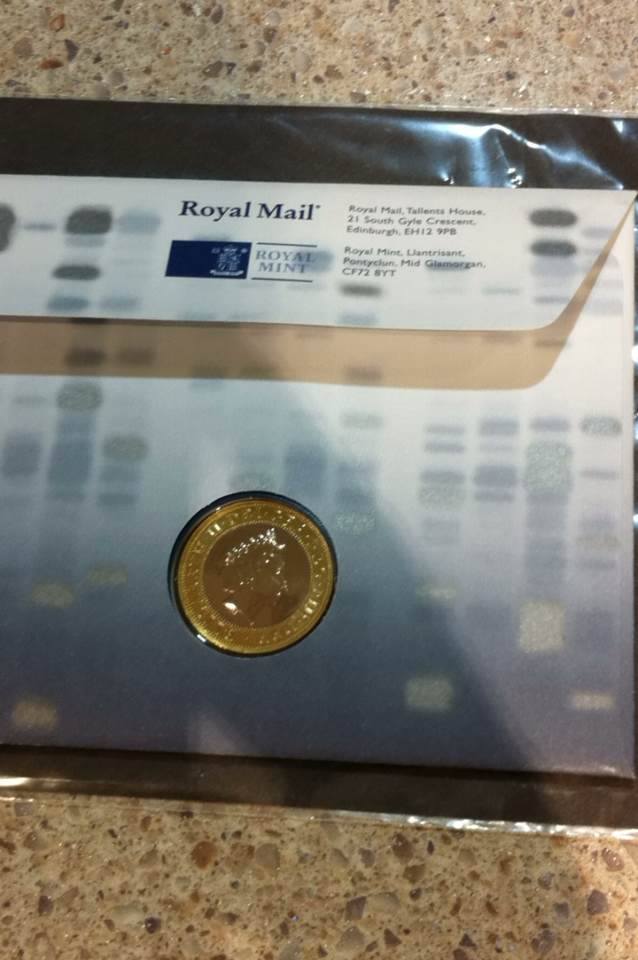 Royal Mail
ROYAL
MINT
Royal Mail, Tallents House,
21 South Gyle Crescent,
Edinburgh, EH12 9PB
Royal Mint, Llantrisant,
Pontyclun, Mid Glamorgan,
CF72 8YT